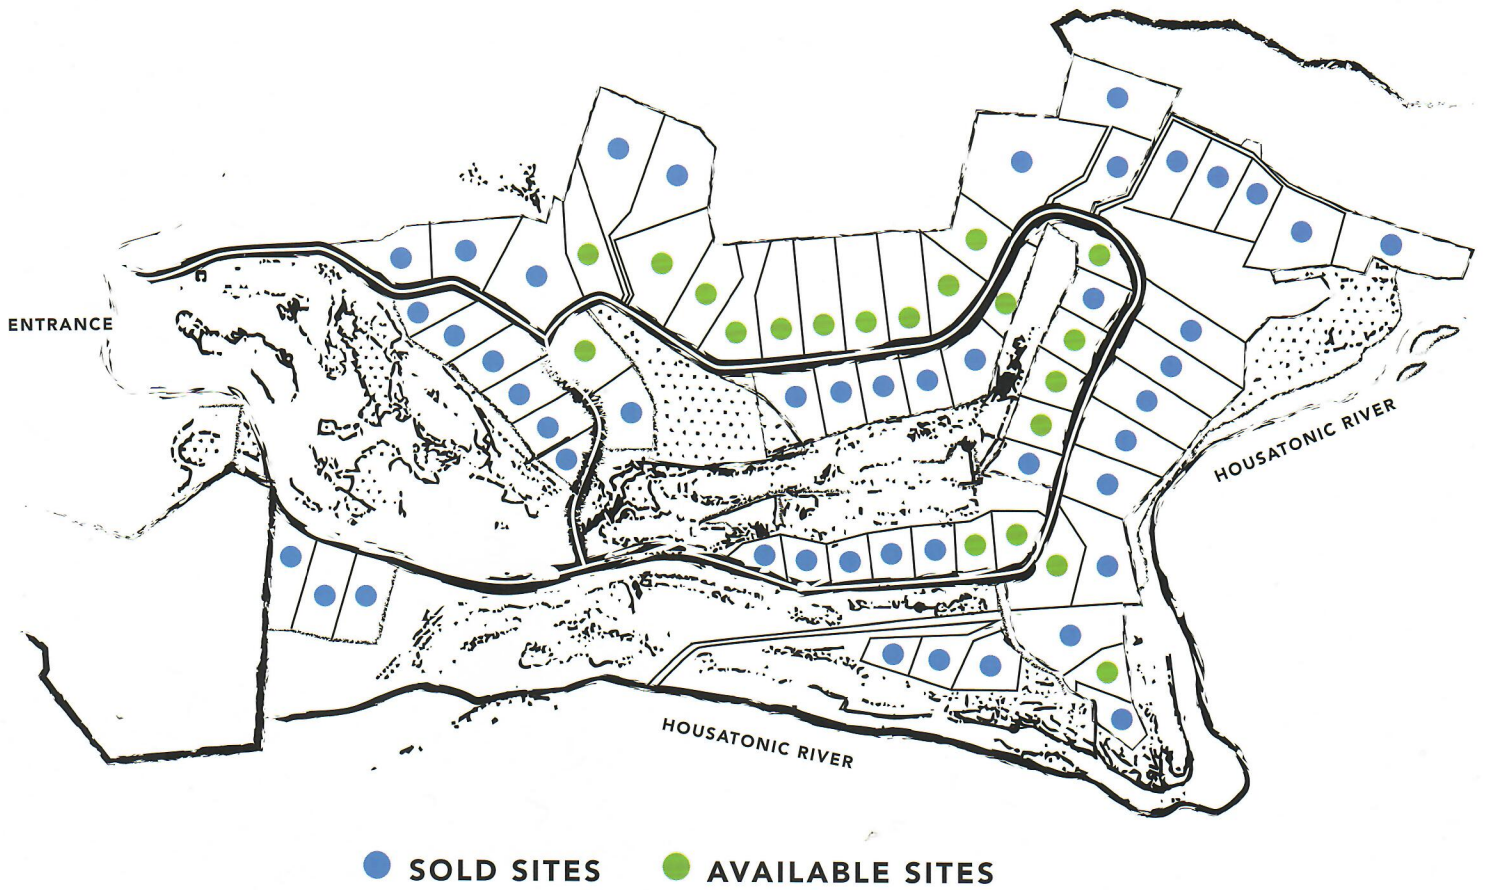 ENTRANCE
HOUSATONIC RIVER
HOUSATONIC RIVER
SOLD SITES
AVAILABLE SITES